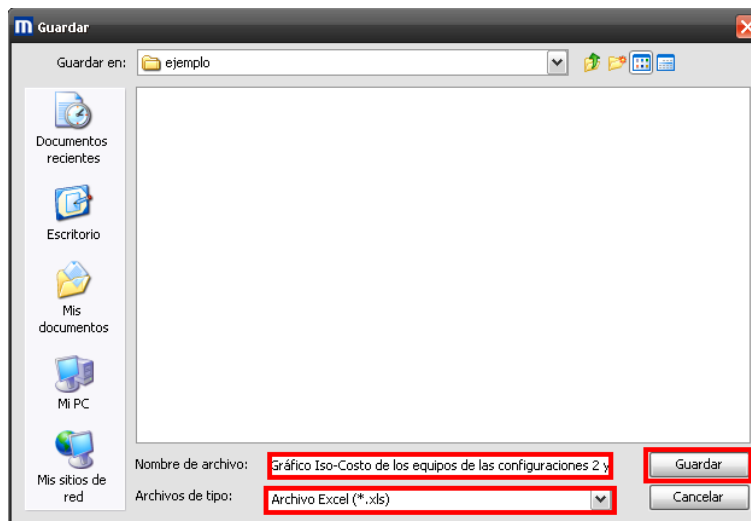 m Guardar
Guardar en: ejemplo
Documentos
recientes
Escritorio
Mis
documentos
Mi PC
Mis sitios de
red
Nombre de archivo: Gráfico Iso-Costo de los equipos de las configuraciones 2 y
Guardar
Archivos de tipo: Archivo Excel (*.xls)
Cancelar